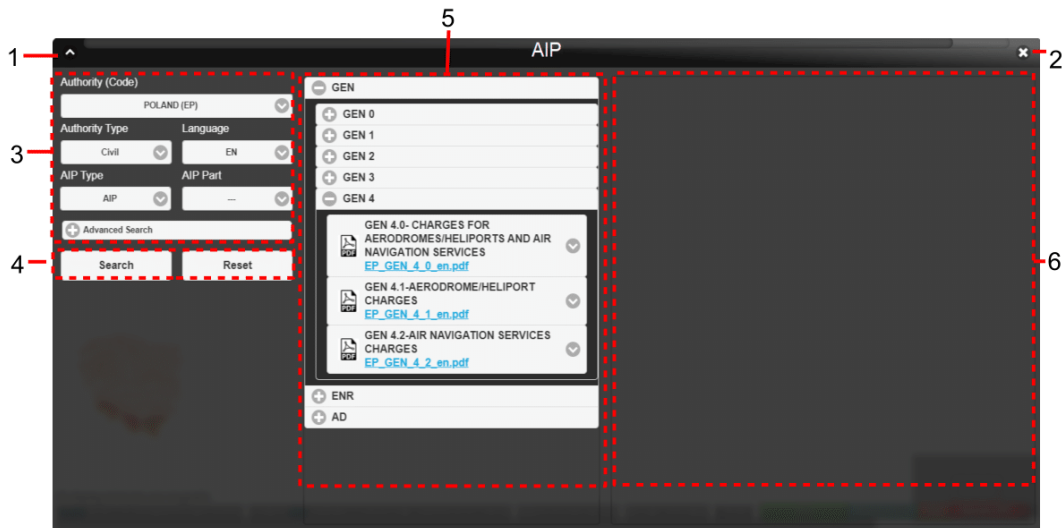 5
1
AIP
2
Authority (Code)
POLAND (EP)
Authority Type Language
3
Civil EN
AIP Type AIP Part
AIP ---
Advanced Search
4
Search Reset
GEN
GEN 0
GEN 1
GEN 2
GEN 3
GEN 4
GEN 4.0- CHARGES FOR
AERODROMES/HELIPORTS AND AIR
NAVIGATION SERVICES
PDF
EP_GEN_4_0_en.pdf
GEN 4.1-AERODROME/HELIPORT
CHARGES
PDF
EP_GEN_4_1_en.pdf
GEN 4.2-AIR NAVIGATION SERVICES
CHARGES
PDF
EP_GEN_4_2_en.pdf
ENR
AD
6